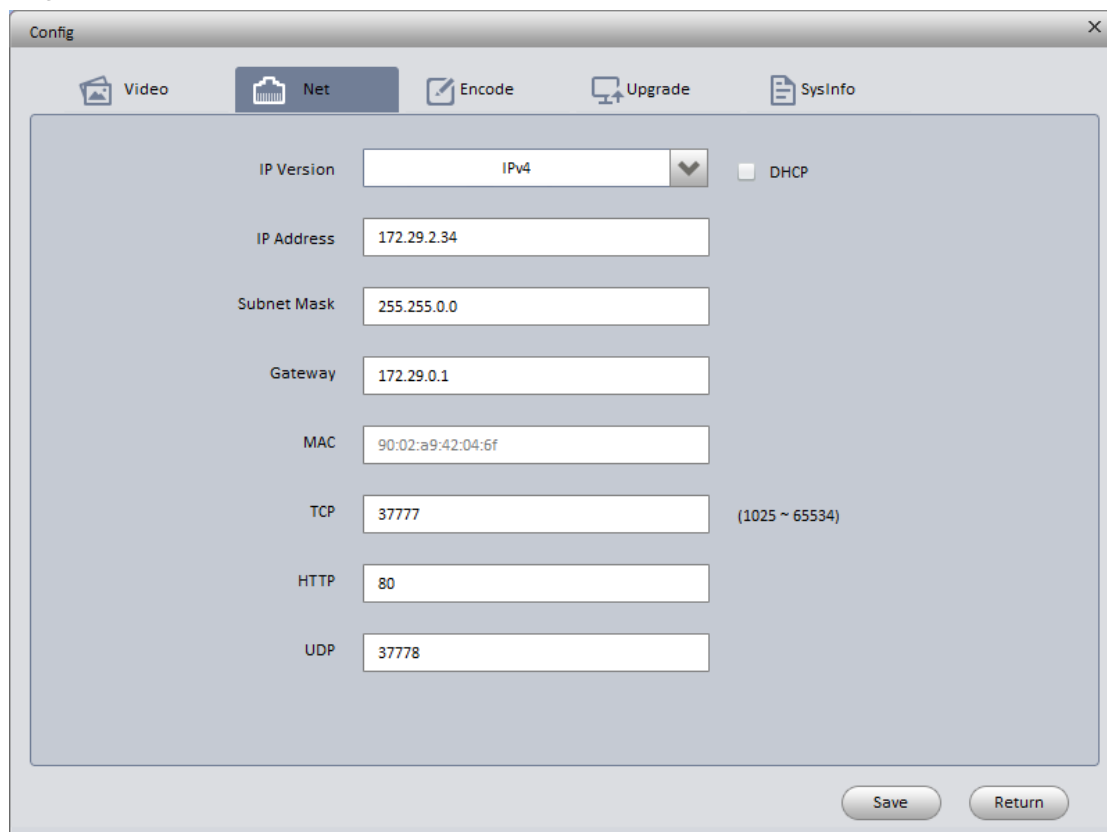 Config
Video Net Encode Upgrade SysInfo
IP Version IPv4 DHCP
IP Address 172.29.2.34
Subnet Mask 255.255.0.0
Gateway 172.29.0.1
MAC 90:02:a9:42:04:6f
TCP 37777 (1025 ~ 65534)
HTTP 80
UDP 37778
Save Return